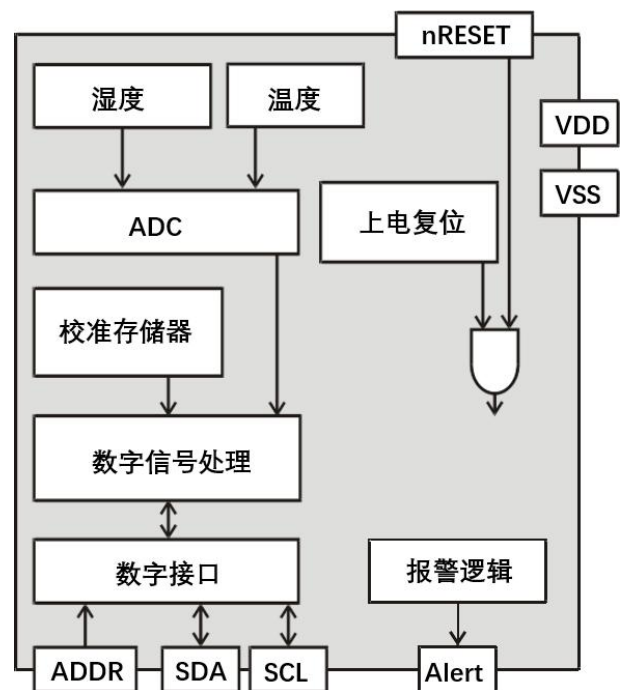 nRESET
湿度
温度
VDD
VSS
ADC
上电复位
校准存储器
数字信号处理
数字接口
报警逻辑
ADDR
SDA
SCL
Alert